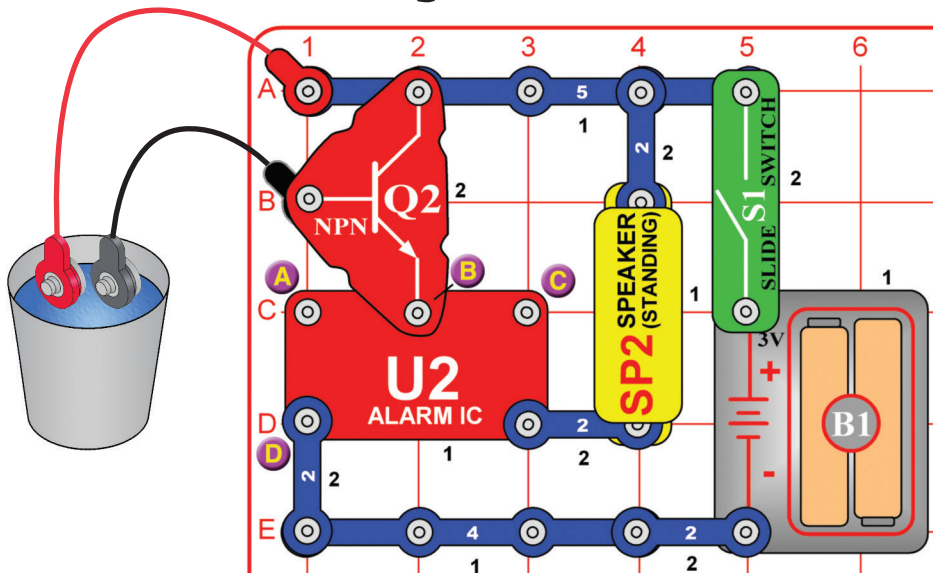 g
1 2 3 4 5 6
A
5
1
2
2
SLIDE SWITCH
S1
2
B
NPN
Q2
2
A
B
C
C
SP2
SPEAKER
(STANDING)
1
1
3V
+
U2
ALARM IC
D
1
2
2
B1
-
D
2
2
E
4
1
2
2